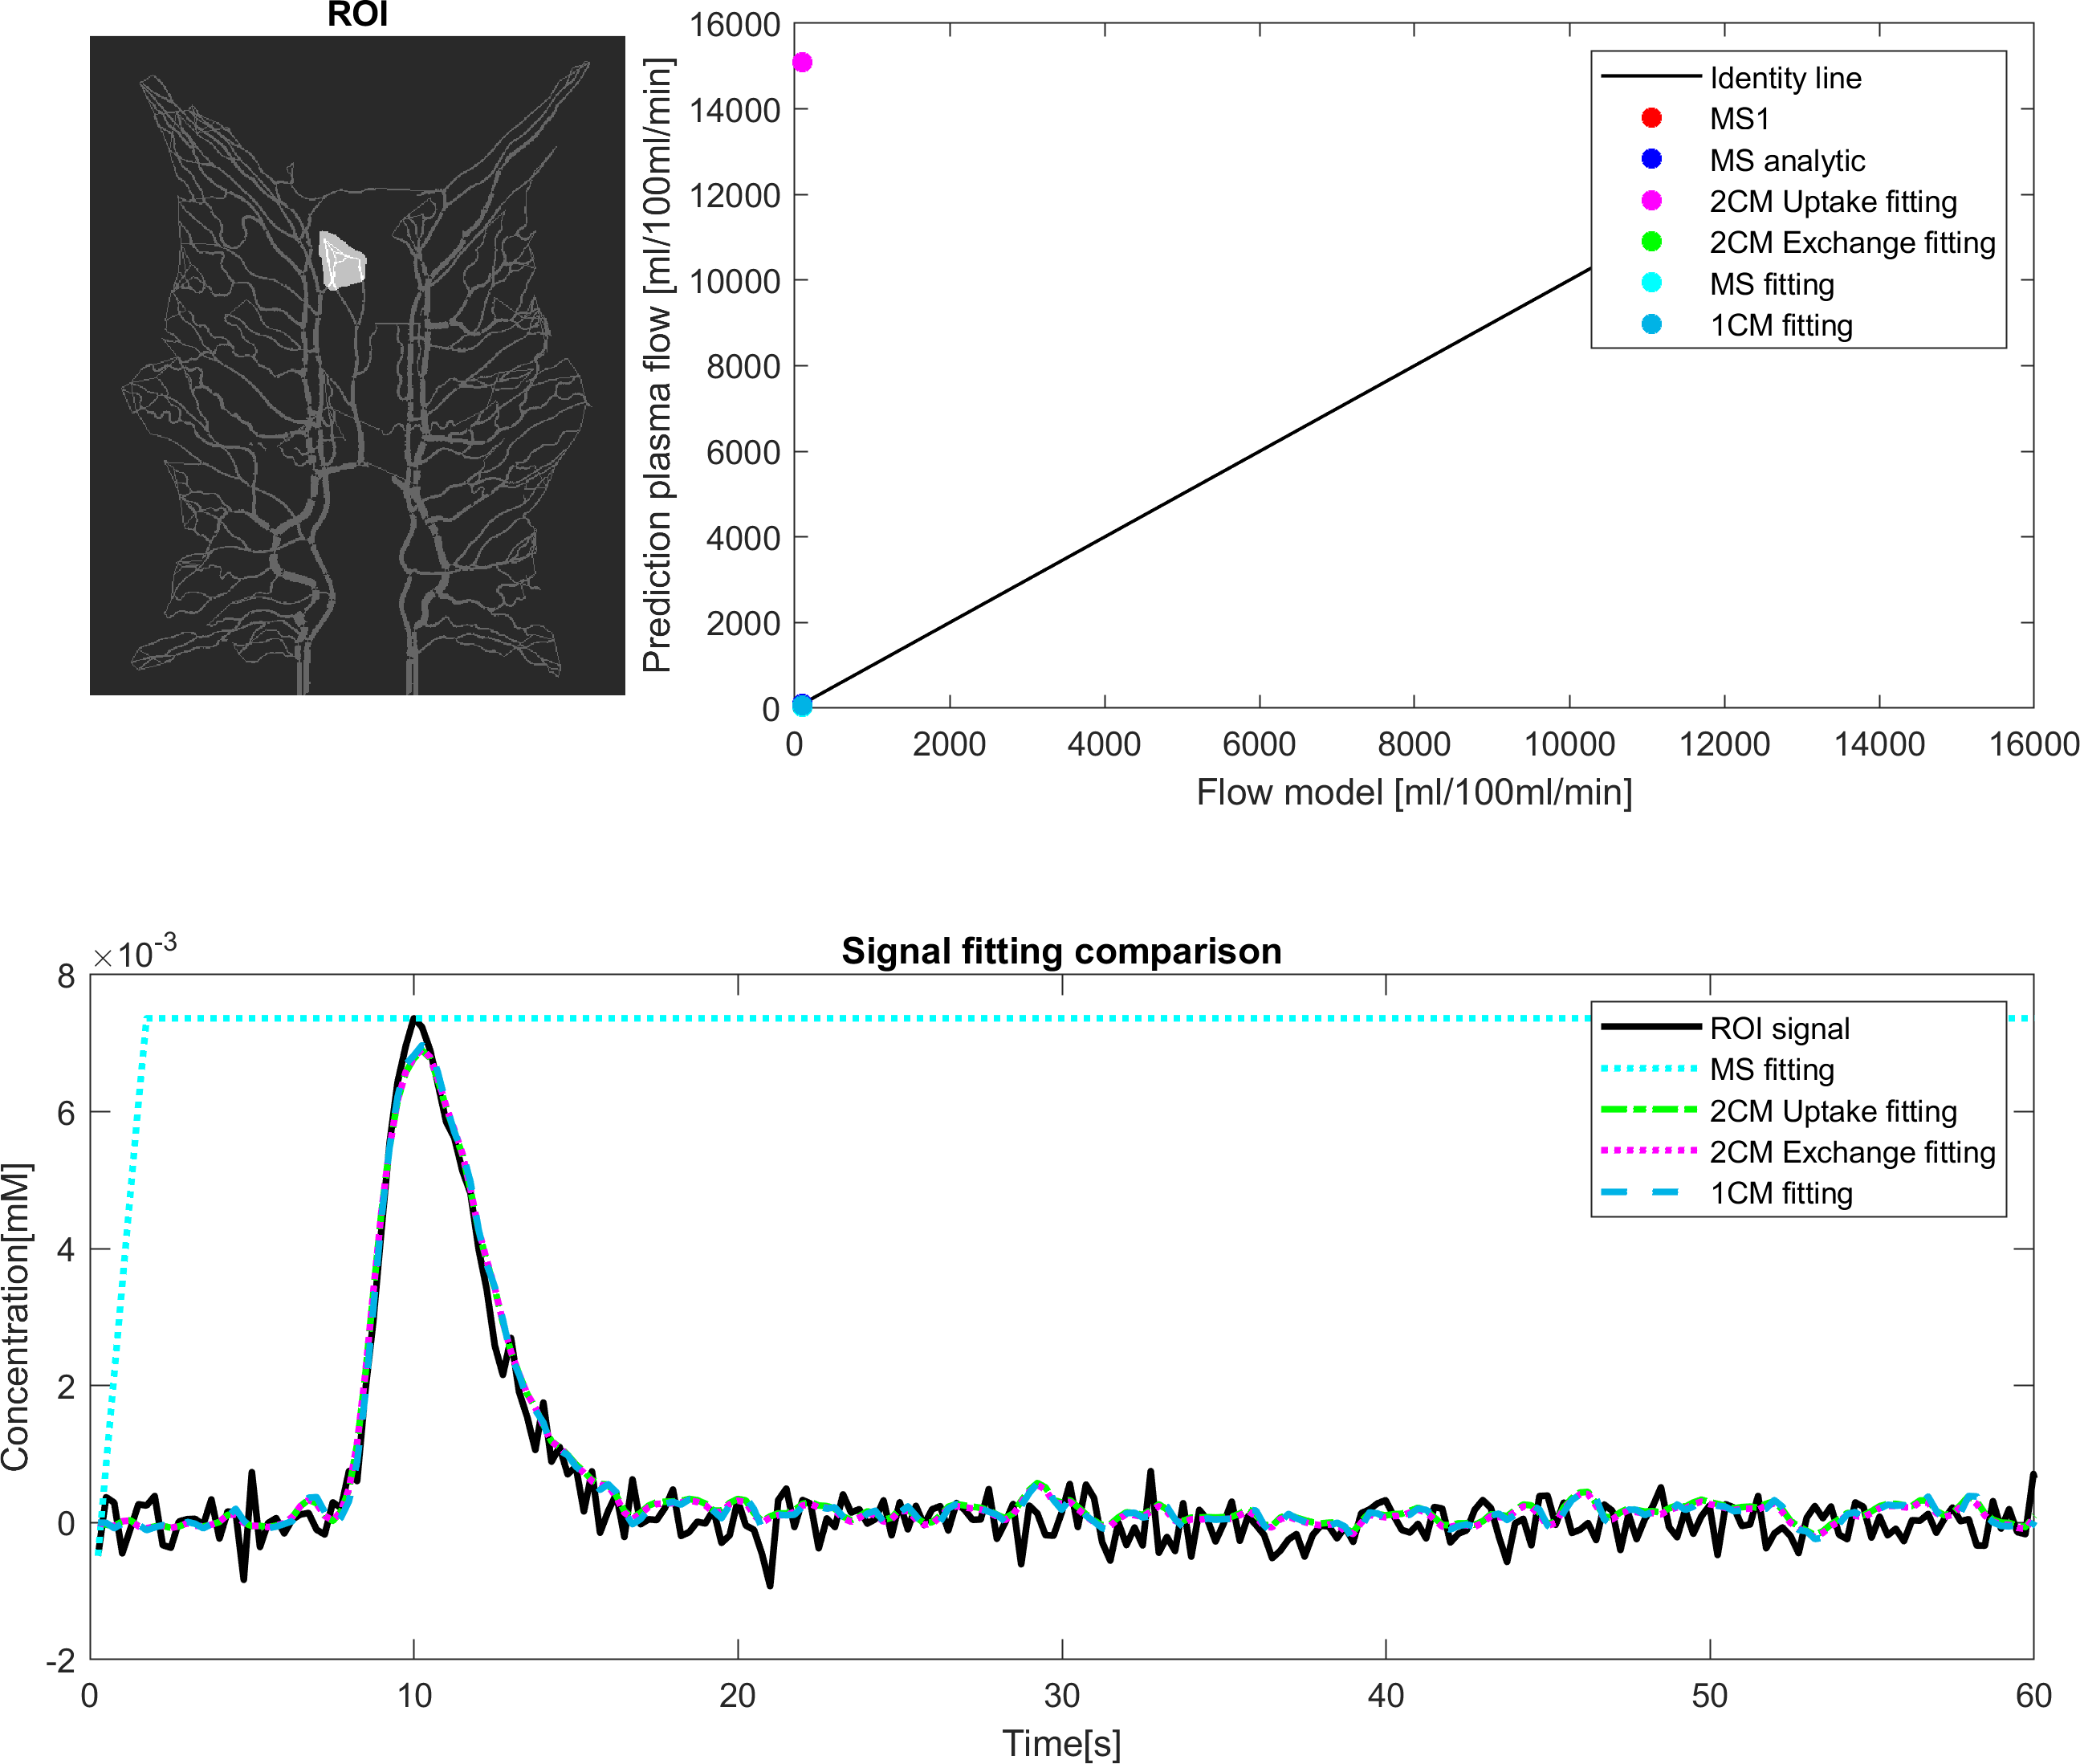 ROI
16000
14000
12000
10000
8000
6000
4000
2000
0
Prediction plasma flow [ml/100ml/min]
Identity line
MS1
MS analytic
2CM Uptake fitting
2CM Exchange fitting
MS fitting
1CM fitting
0 2000 4000 6000 8000 10000 12000 14000 16000
Flow model [ml/100ml/min]
Signal fitting comparison
×10-3
8
6
4
2
0
-2
Concentration[mM]
ROI signal
MS fitting
2CM Uptake fitting
2CM Exchange fitting
1CM fitting
0 10 20 30 40 50 60
Time[s]